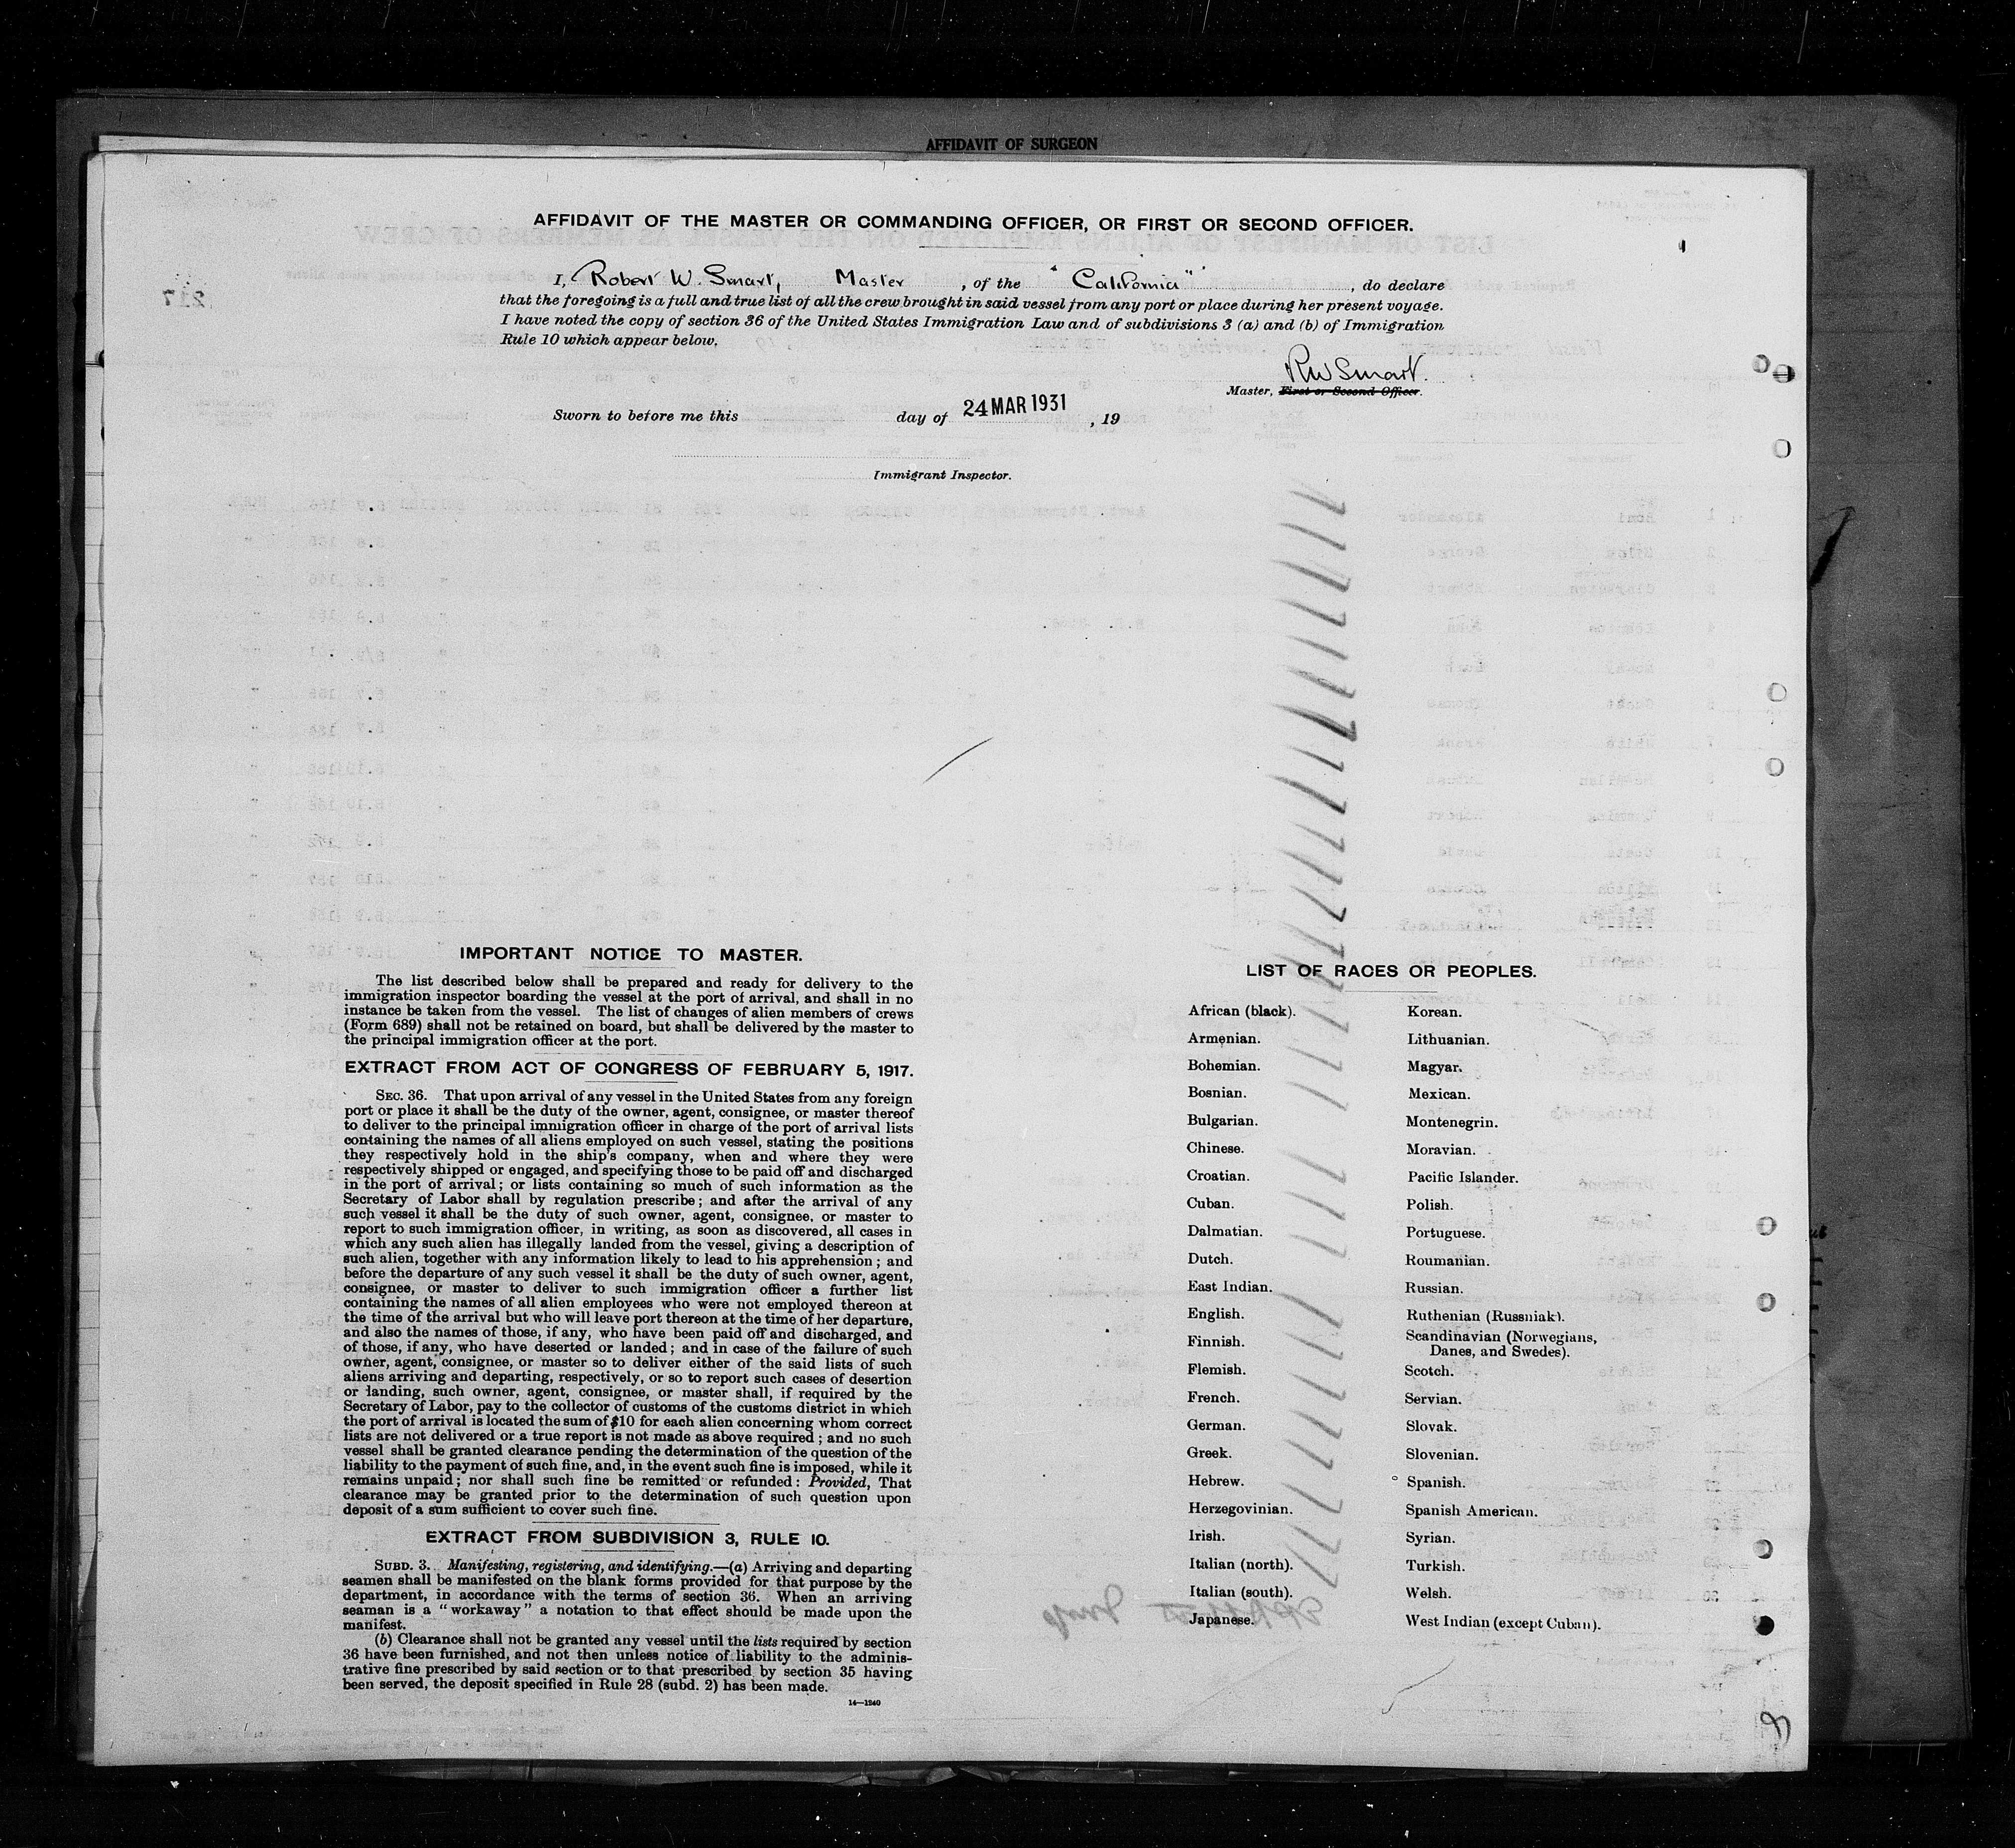 AFFIDAVIT OF SURGEON
AFFIDAVIT OF THE MASTER OR COMMANDING OFFICER, OR FIRST OR SECOND OFFICER.
I, Robert W. Smart, Master, of the "California", do declare
that the foregoing is a full and true list of all the crew brought in said vessel from any port or place during her present voyage.
I have noted the copy of section 36 of the United States Immigration Law and of subdivisions 3 (a) and (b) of Immigration
Rule 10 which appear below.
RW Smart.
Master, First or Second Officer.
Sworn to before me this day of 24 MAR 1931, 19
Immigrant Inspector.
217
IMPORTANT NOTICE TO MASTER.
The list described below shall be prepared and ready for delivery to the
immigration inspector boarding the vessel at the port of arrival, and shall in no
instance be taken from the vessel. The list of changes of alien members of crews
(Form 689) shall not be retained on board, but shall be delivered by the master to
the principal immigration officer at the port.
EXTRACT FROM ACT OF CONGRESS OF FEBRUARY 5, 1917.
SEC. 36. That upon arrival of any vessel in the United States from any foreign
port or place it shall be the duty of the owner, agent, consignee, or master thereof
to deliver to the principal immigration officer in charge of the port of arrival lists
containing the names of all aliens employed on such vessel, stating the positions
they respectively hold in the ship's company, when and where they were
respectively shipped or engaged, and specifying those to be paid off and discharged
in the port of arrival; or lists containing so much of such information as the
Secretary of Labor shall by regulation prescribe; and after the arrival of any
such vessel it shall be the duty of such owner, agent, consignee, or master to
report to such immigration officer, in writing, as soon as discovered, all cases in
which any such alien has illegally landed from the vessel, giving a description of
such alien, together with any information likely to lead to his apprehension; and
before the departure of any such vessel it shall be the duty of such owner, agent,
consignee, or master to deliver to such immigration officer a further list
containing the names of all alien employees who were not employed thereon at
the time of the arrival but who will leave port thereon at the time of her departure,
and also the names of those, if any, who have been paid off and discharged, and
of those, if any, who have deserted or landed; and in case of the failure of such
owner, agent, consignee, or master so to deliver either of the said lists of such
aliens arriving and departing, respectively, or so to report such cases of desertion
or landing, such owner, agent, consignee, or master shall, if required by the
Secretary of Labor, pay to the collector of customs of the customs district in which
the port of arrival is located the sum of $10 for each alien concerning whom correct
lists are not delivered or a true report is not made as above required; and no such
vessel shall be granted clearance pending the determination of the question of the
liability to the payment of such fine, and, in the event such fine is imposed, while it
remains unpaid; nor shall such fine be remitted or refunded: Provided, That
clearance may be granted prior to the determination of such question upon
deposit of a sum sufficient to cover such fine.
EXTRACT FROM SUBDIVISION 3, RULE 10.
SUBD. 3. Manifesting, registering, and identifying.—(a) Arriving and departing
seamen shall be manifested on the blank forms provided for that purpose by the
department, in accordance with the terms of section 36. When an arriving
seaman is a "workaway" a notation to that effect should be made upon the
manifest.
(b) Clearance shall not be granted any vessel until the lists required by section
36 have been furnished, and not then unless notice of liability to the adminis-
trative fine prescribed by said section or to that prescribed by section 35 having
been served, the deposit specified in Rule 28 (subd. 2) has been made.
14—1240
LIST OF RACES OR PEOPLES.
African (black).
Armenian.
Bohemian.
Bosnian.
Bulgarian.
Chinese.
Croatian.
Cuban.
Dalmatian.
Dutch.
East Indian.
English.
Finnish.
Flemish.
French.
German.
Greek.
Hebrew.
Herzegovinian.
Irish.
Italian (north).
Italian (south).
Japanese.
Korean.
Lithuanian.
Magyar.
Mexican.
Montenegrin.
Moravian.
Pacific Islander.
Polish.
Portuguese.
Roumanian.
Russian.
Ruthenian (Russniak).
Scandinavian (Norwegians,
Danes, and Swedes).
Scotch.
Servian.
Slovak.
Slovenian.
Spanish.
Spanish American.
Syrian.
Turkish.
Welsh.
West Indian (except Cuban).